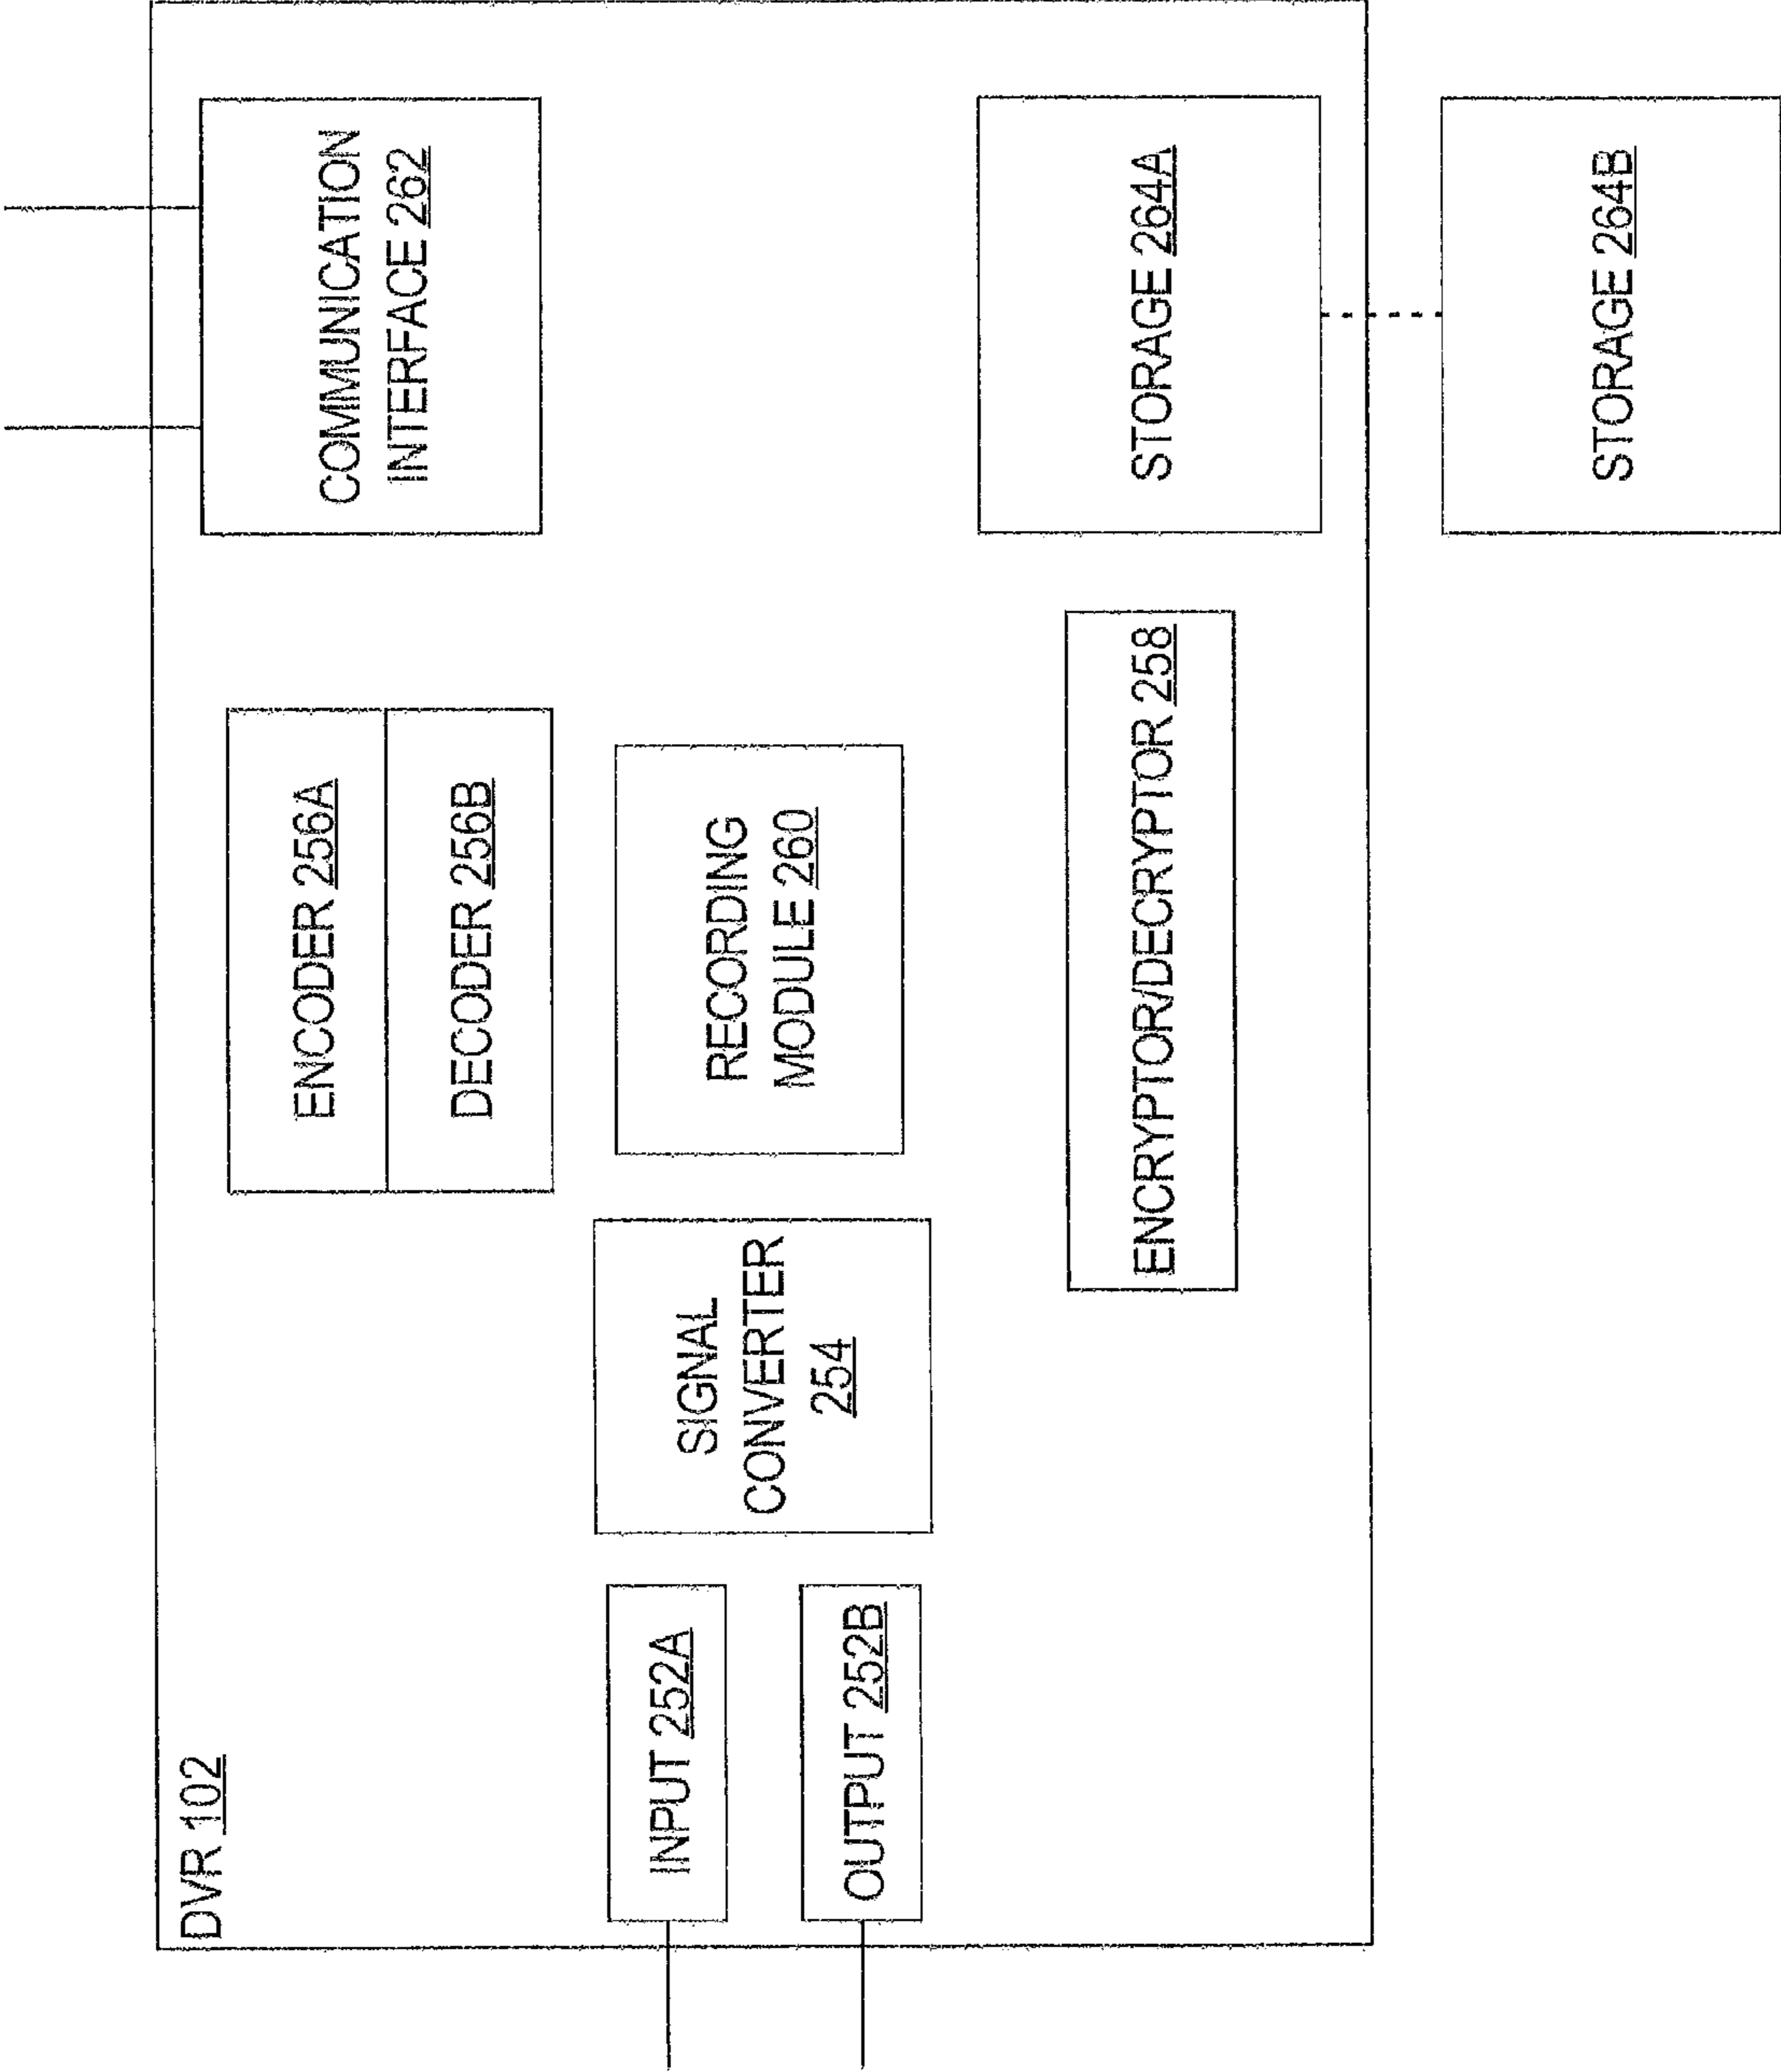 DVR 102
INPUT 252A
OUTPUT 252B
SIGNAL
CONVERTER
254
ENCODER 256A
DECODER 256B
RECORDING
MODULE 260
ENCRYPTOR/DECRYPTOR 258
COMMUNICATION
INTERFACE 262
STORAGE 264A
STORAGE 264B